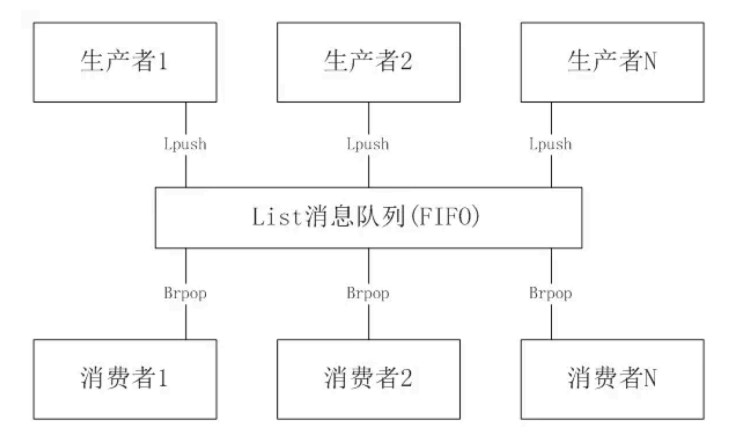 生产者1
生产者2
生产者N
Lpush
Lpush
Lpush
List消息队列(FIFO)
Brpop
Brpop
Brpop
消费者1
消费者2
消费者N